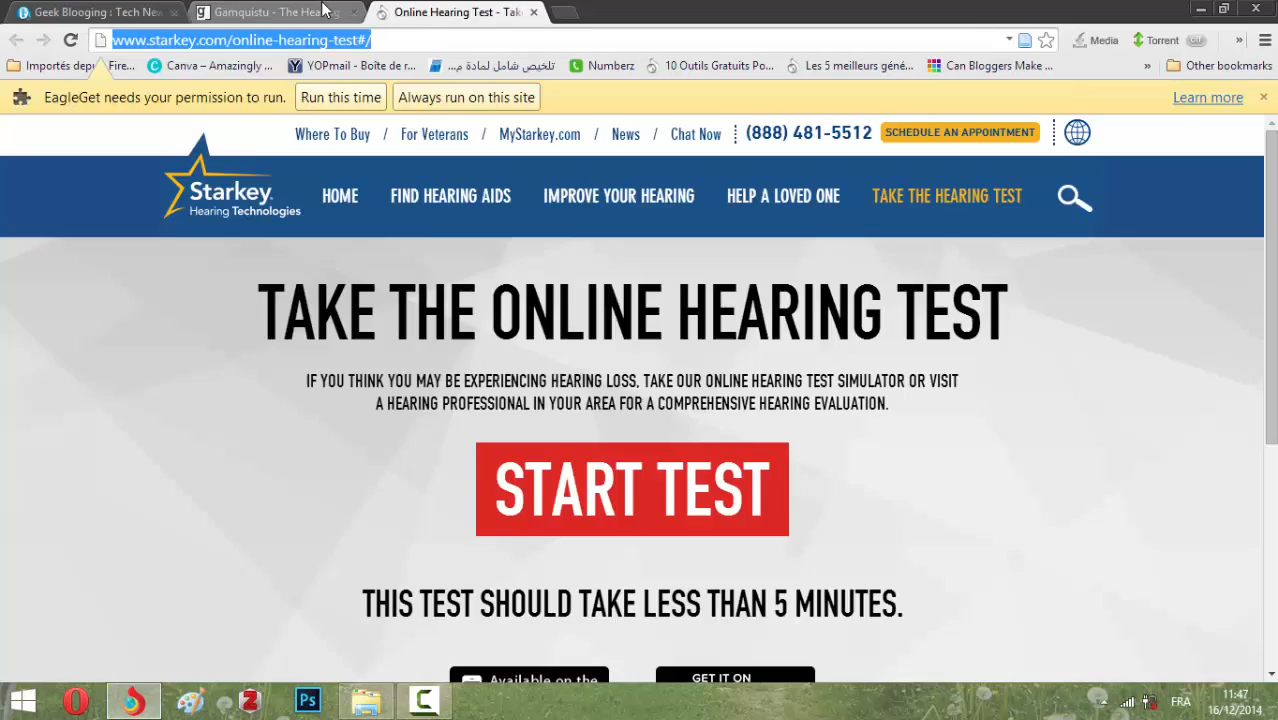 Geek Blooging : Tech New
Gamquistu - The Hearing
Online Hearing Test - Tak
www.starkey.com/online-hearing-test#/
Media
Torrent
»
Importés depu
Fire...
Canva – Amazingly ...
YOPmail - Boîte de r...
تلخيص شامل لمادة م...
Numberz
10 Outils Gratuits Po...
Les 5 meilleurs géné...
Can Bloggers Make ...
»
Other bookmarks
EagleGet needs your permission to run.
Run this time
Always run on this site
Learn more
Where To Buy / For Veterans / MyStarkey.com / News / Chat Now
(888) 481-5512
SCHEDULE AN APPOINTMENT
Starkey
Hearing Technologies
HOME
FIND HEARING AIDS
IMPROVE YOUR HEARING
HELP A LOVED ONE
TAKE THE HEARING TEST
TAKE THE ONLINE HEARING TEST
IF YOU THINK YOU MAY BE EXPERIENCING HEARING LOSS, TAKE OUR ONLINE HEARING TEST SIMULATOR OR VISIT
A HEARING PROFESSIONAL IN YOUR AREA FOR A COMPREHENSIVE HEARING EVALUATION.
START TEST
THIS TEST SHOULD TAKE LESS THAN 5 MINUTES.
Available on the
GET IT ON
Ps
FRA
11:47
16/12/2014